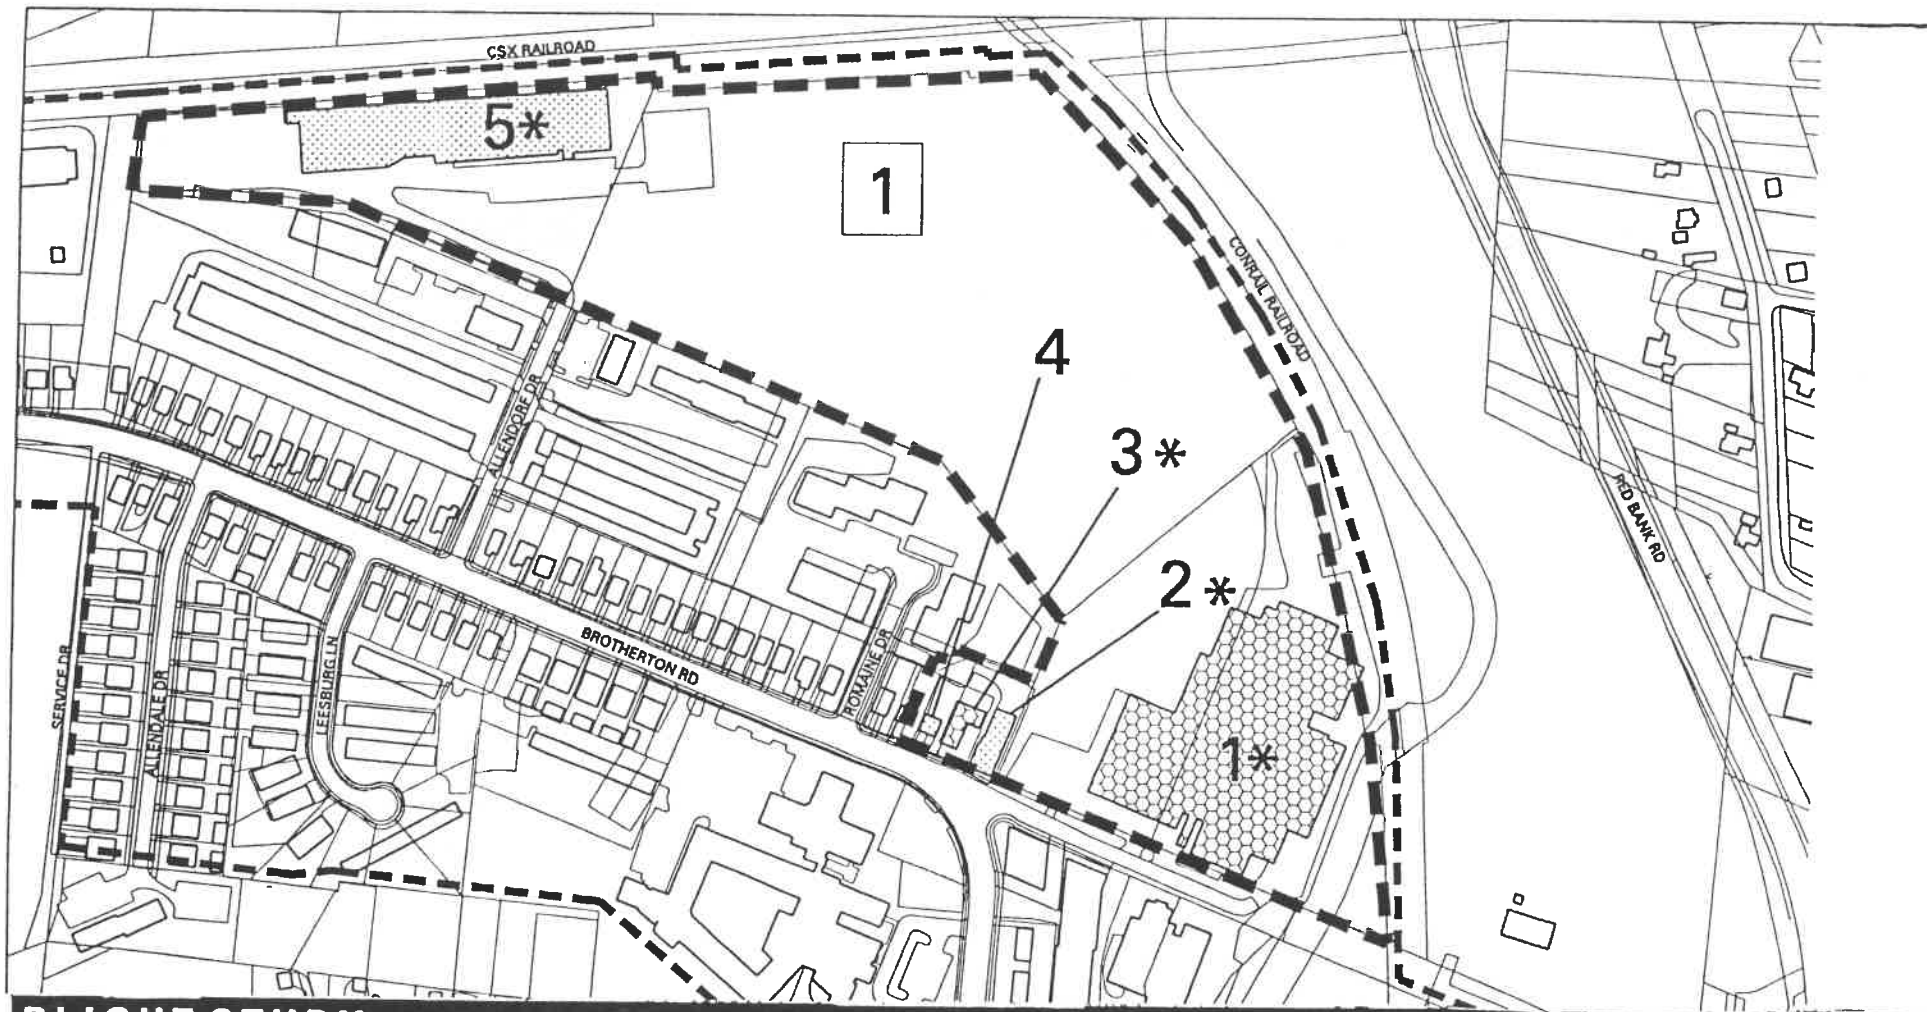 CSX RAILROAD
5*
1
CONRAIL RAILROAD
4
3*
ALLENDORF DR
2*
RED BANK RD
BROTHERTON RD
ROMAINE DR
SERVICE DR
ALLENDALE DR
LEESBURG LN
1*